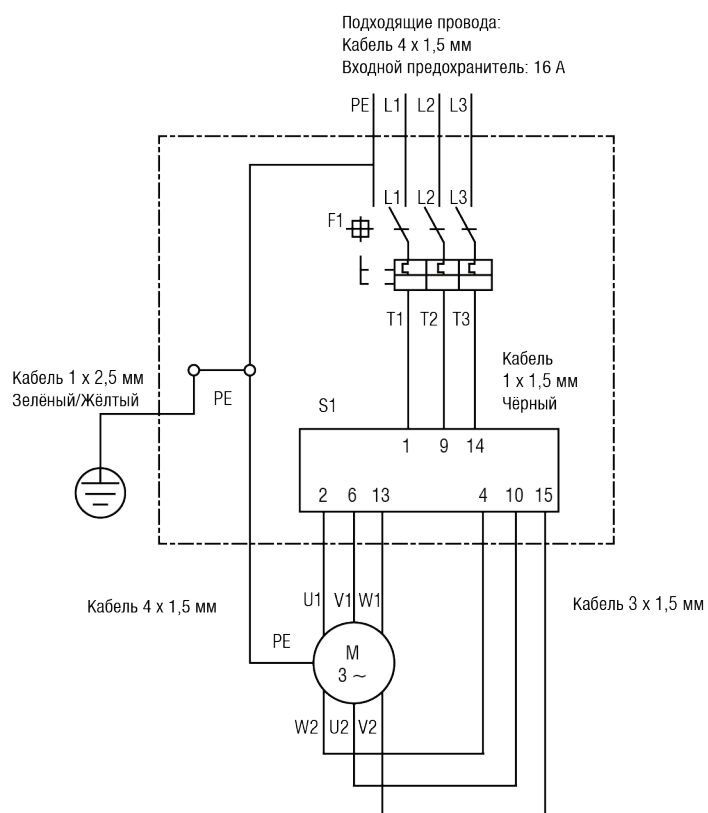 Подходящие провода:
Кабель 4 x 1,5 мм
Входной предохранитель: 16 А
PE L1 L2 L3
L1 L2 L3
F1
T1 T2 T3
Кабель
1 x 1,5 мм
Чёрный
Кабель 1 x 2,5 мм
Зелёный/Жёлтый
PE
S1
1 9 14
2 6 13 4 10 15
Кабель 4 x 1,5 мм
U1 V1 W1
Кабель 3 x 1,5 мм
PE
M
3 ~
W2 U2 V2